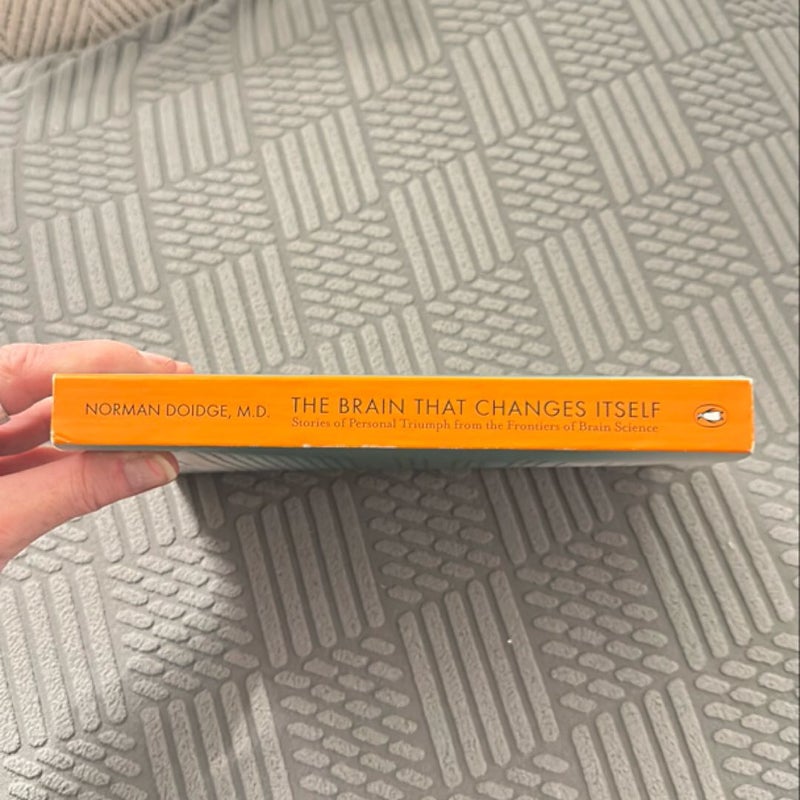 NORMAN DOIDGE, M.D.
THE BRAIN THAT CHANGES ITSELF
Stories of Personal Triumph from the Frontiers of Brain Science